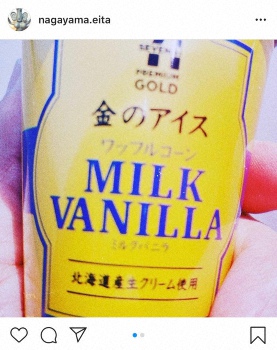 nagayama.eita
SEVEN
PREMIUM
GOLD
金のアイス
ワッフルコーン
MILK
VANILLA
ミルクバニラ
北海道産生クリーム使用